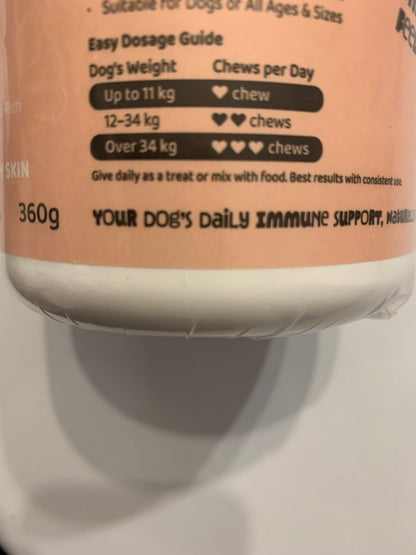 · Suitable for Dogs of All Ages & Sizes
Easy Dosage Guide
Dog's Weight Chews per Day
Up to 11 kg ♥ chew
12–34 kg ♥♥ chews
Over 34 kg ♥♥♥ chews
Give daily as a treat or mix with food. Best results with consistent use.
SKIN
360g
YOUR DOG'S DAILY IMMUNE SUPPORT,